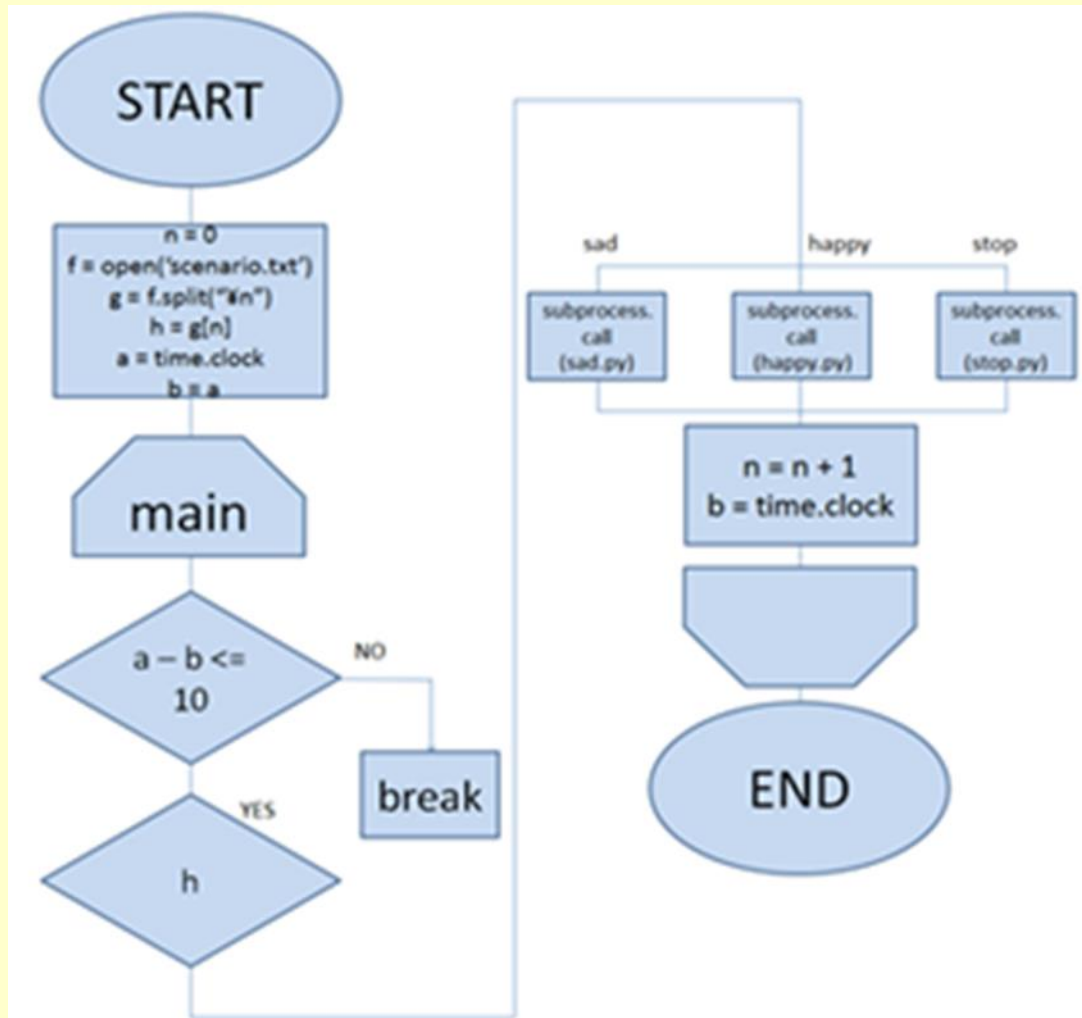 START
n = 0
f = open('scenario.txt')
g = f.split("¥n")
h = g[n]
a = time.clock
b = a
main
a – b <=
10
NO
break
YES
h
sad
happy
stop
subprocess.
call
(sad.py)
subprocess.
call
(happy.py)
subprocess.
call
(stop.py)
n = n + 1
b = time.clock
END